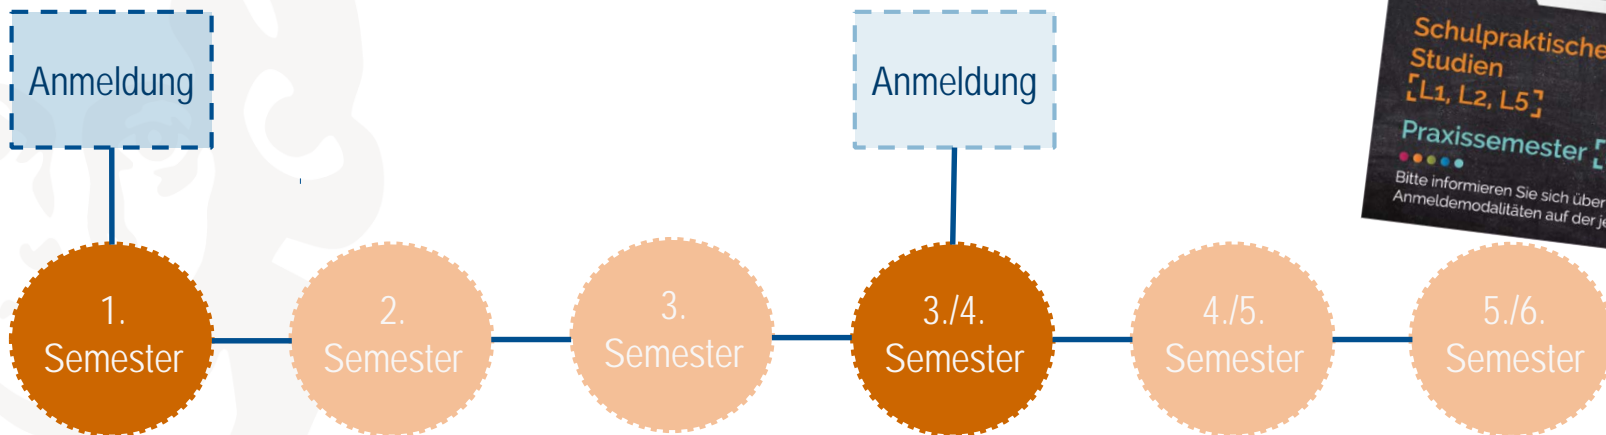 Anmeldung
Anmeldung
Schulpraktische
Studien
[L1, L2, L5]
Praxissemester
Bitte informieren Sie sich über
Anmeldemodalitäten auf der
1.
Semester
2.
Semester
3.
Semester
3./4.
Semester
4./5.
Semester
5./6.
Semester